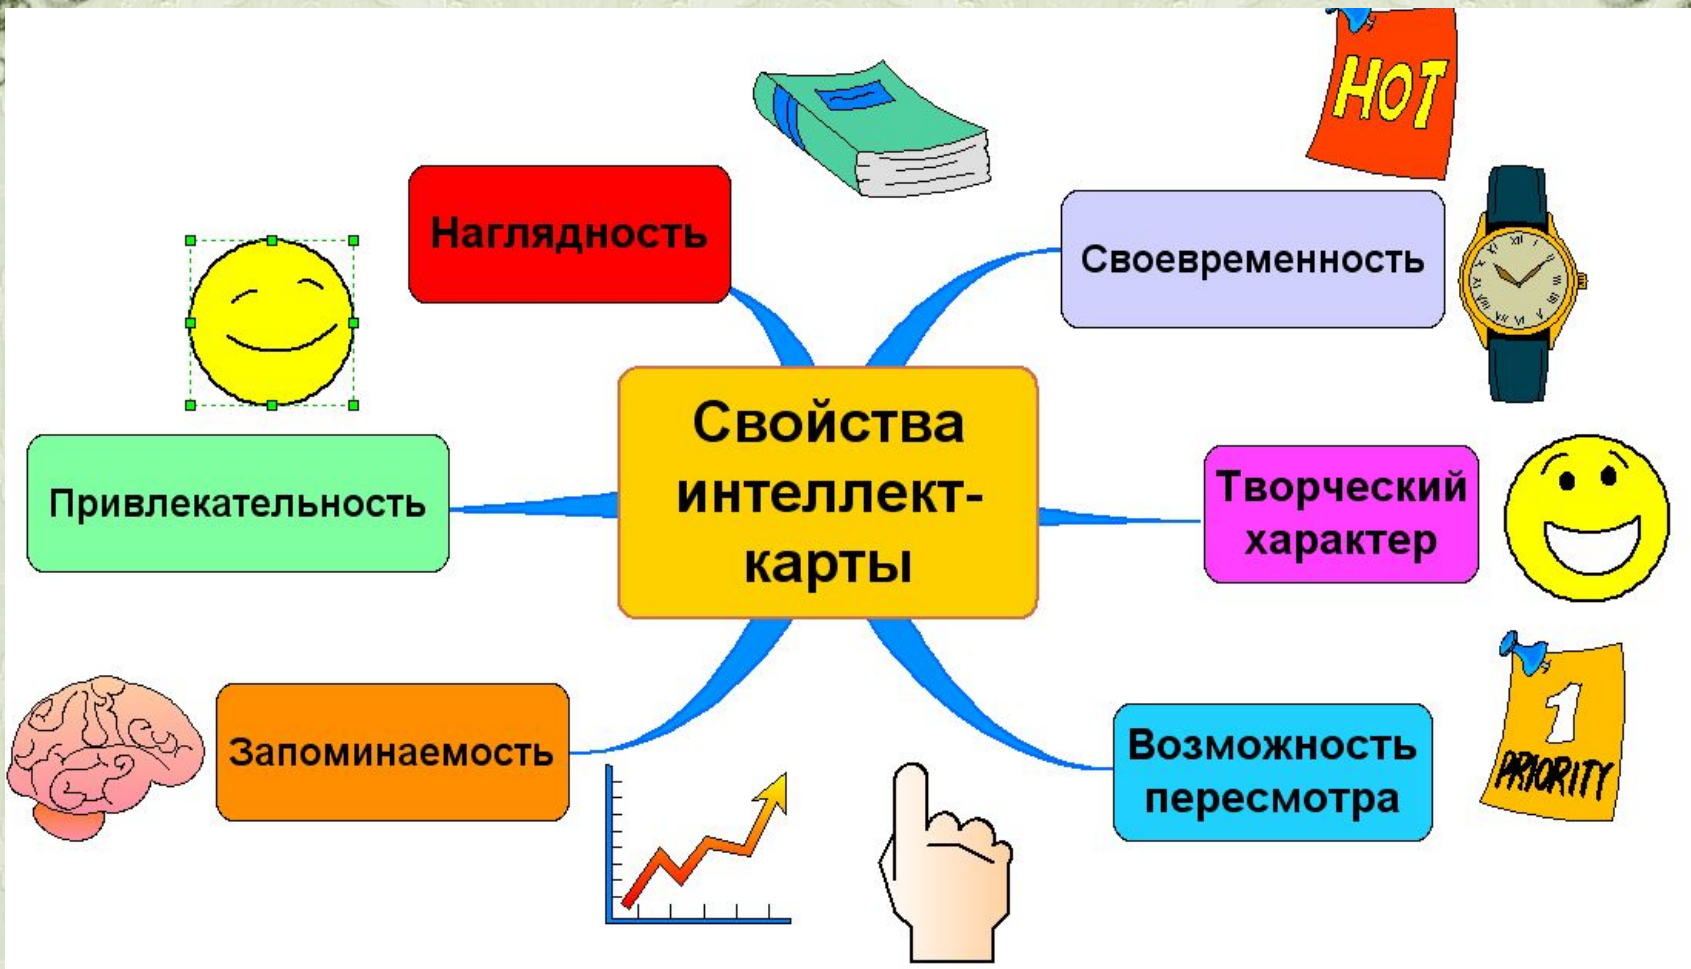 HOT
Наглядность
Своевременность
Свойства
интеллект-
карты
Привлекательность
Творческий
характер
Запоминаемость
Возможность
пересмотра
1
PRIORITY